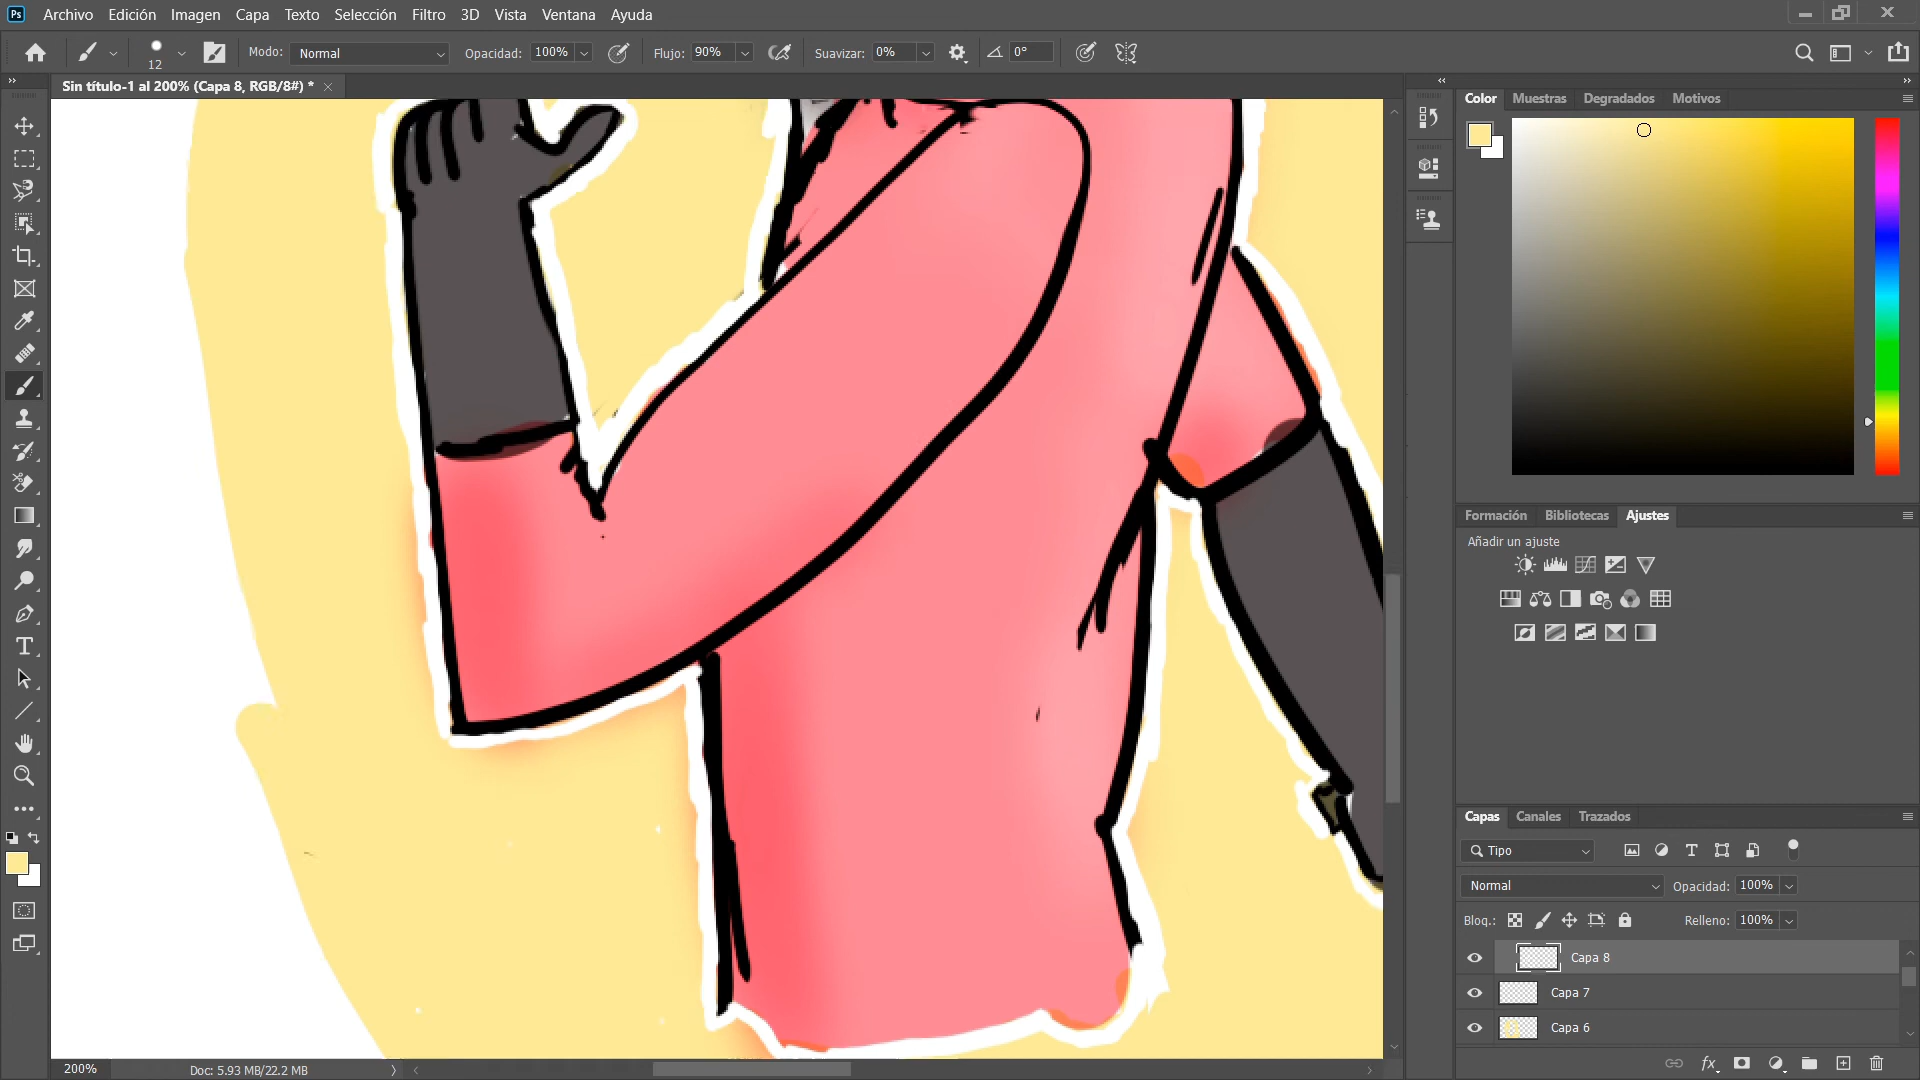 Ps Archivo Edición Imagen Capa Texto Selección Filtro 3D Vista Ventana Ayuda
12 Modo: Normal Opacidad: 100% Flujo: 90% Suavizar: 0% 0°
Sin título-1 al 200% (Capa 8, RGB/8#) *
Color Muestras Degradados Motivos
Formación Bibliotecas Ajustes
Añadir un ajuste
Capas Canales Trazados
Tipo
Normal Opacidad: 100%
Bloq.: Relleno: 100%
Capa 8
Capa 7
Capa 6
fx
200% Doc: 5.93 MB/22.2 MB